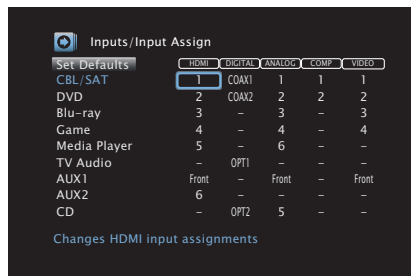 Inputs/Input Assign
Set Defaults HDMI DIGITAL ANALOG COMP VIDEO
CBL/SAT 1 COAX1 1 1 1
DVD 2 COAX2 2 2 2
Blu-ray 3 – 3 – 3
Game 4 – 4 – 4
Media Player 5 – 6 – –
TV Audio – OPT1 – – –
AUX1 Front – Front – Front
AUX2 6 – – – –
CD – OPT2 5 – –
Changes HDMI input assignments